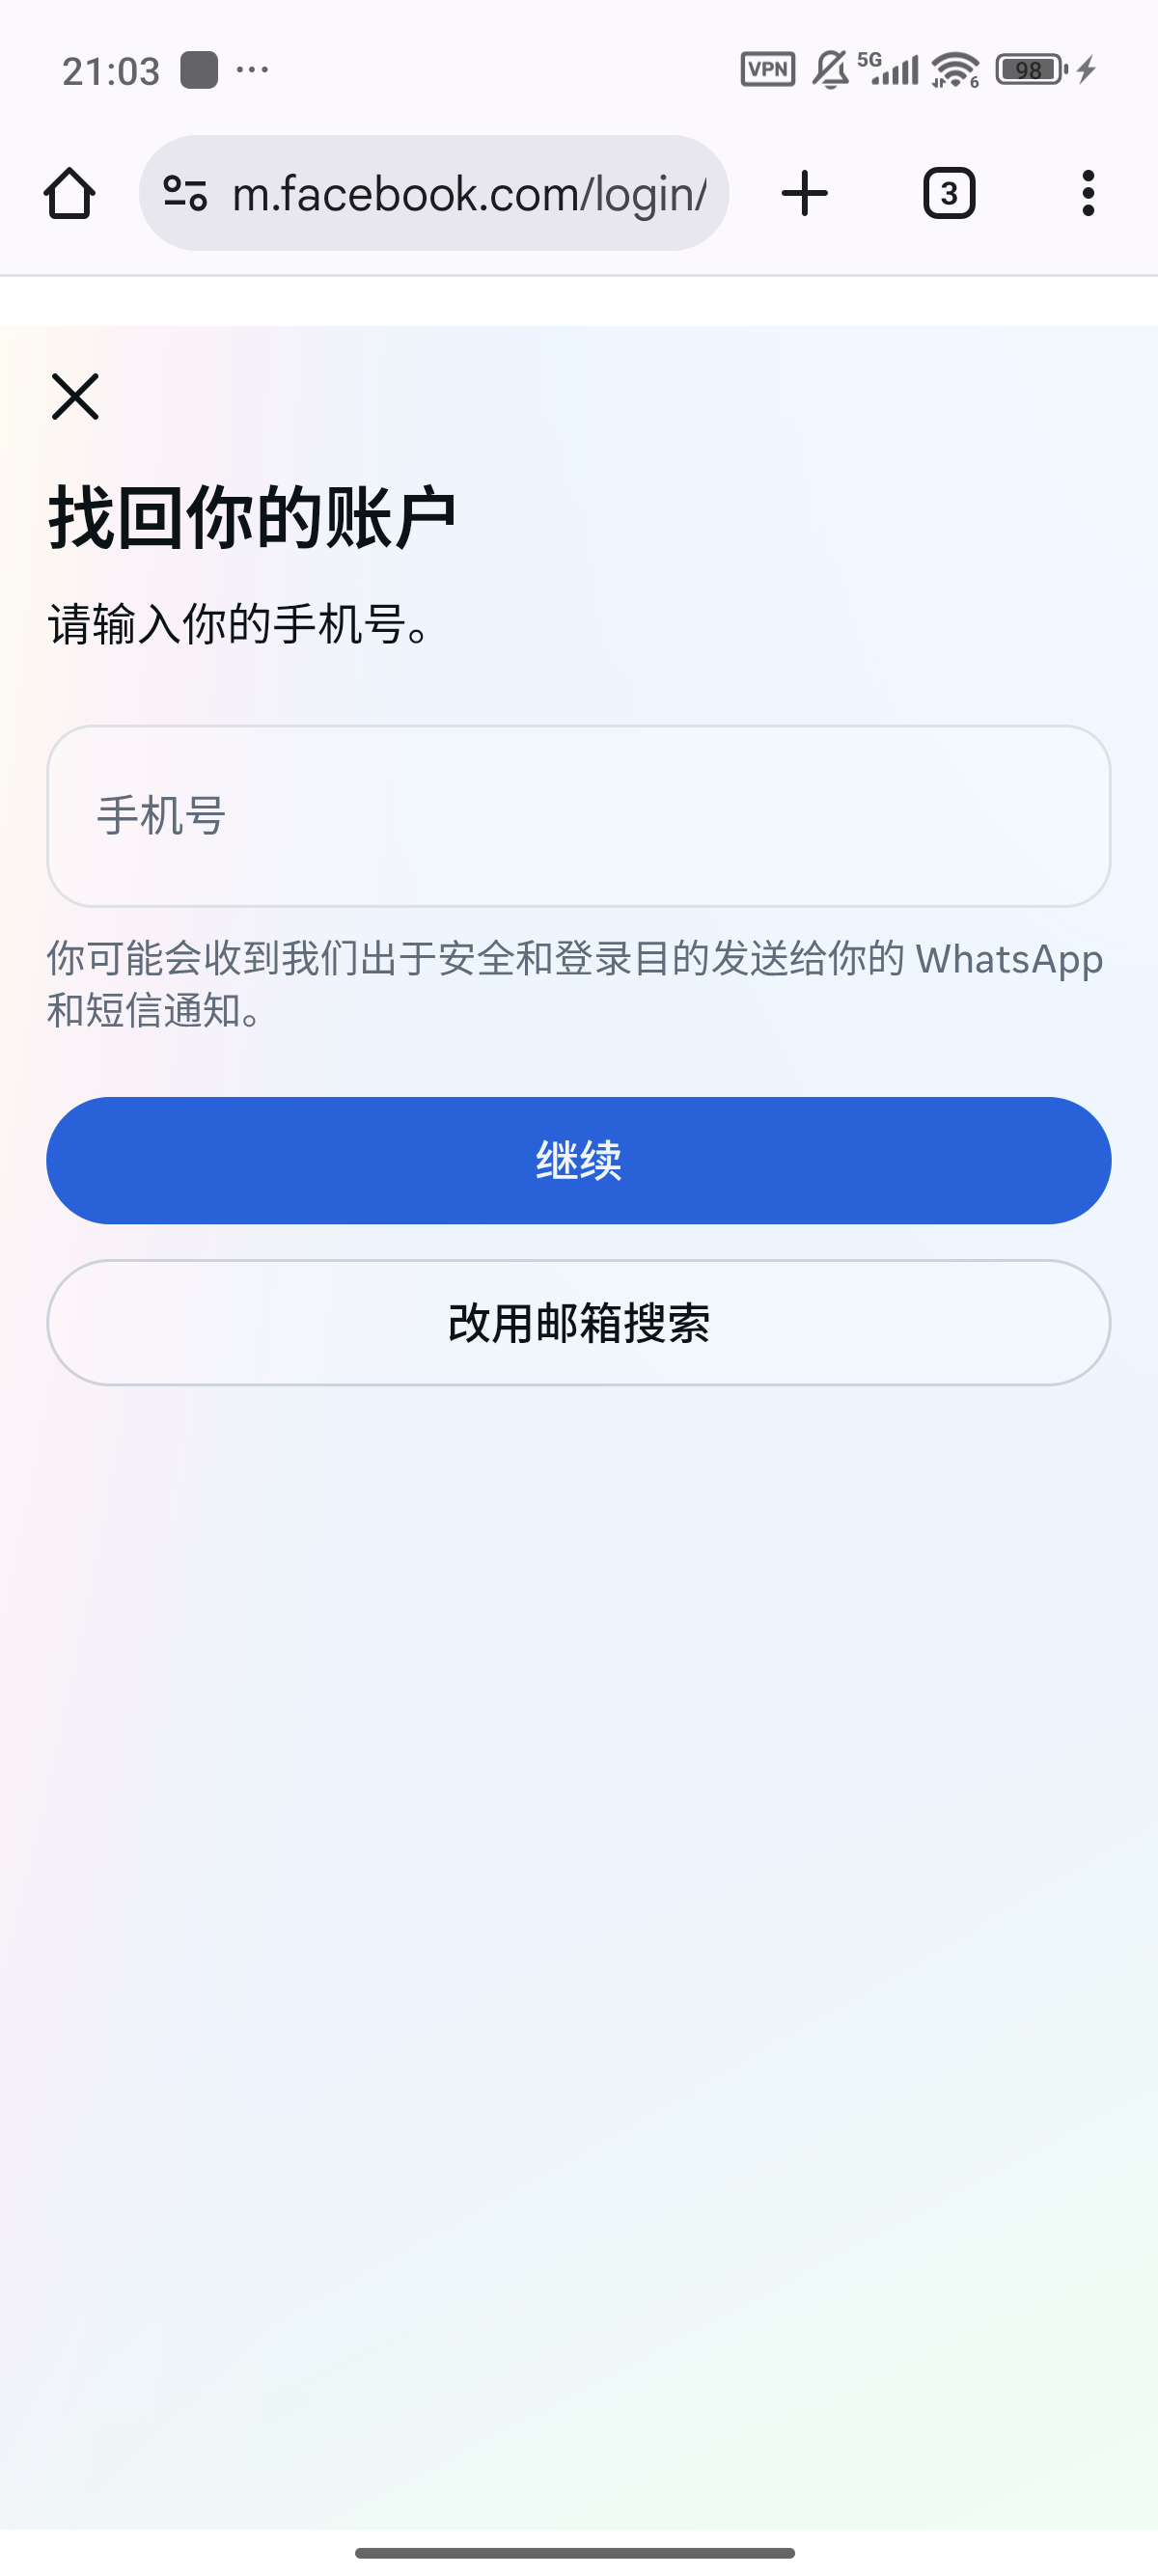 21:03
VPN 5G 6 98
m.facebook.com/login/
3
找回你的账户
请输入你的手机号。
手机号
你可能会收到我们出于安全和登录目的发送给你的 WhatsApp
和短信通知。
继续
改用邮箱搜索